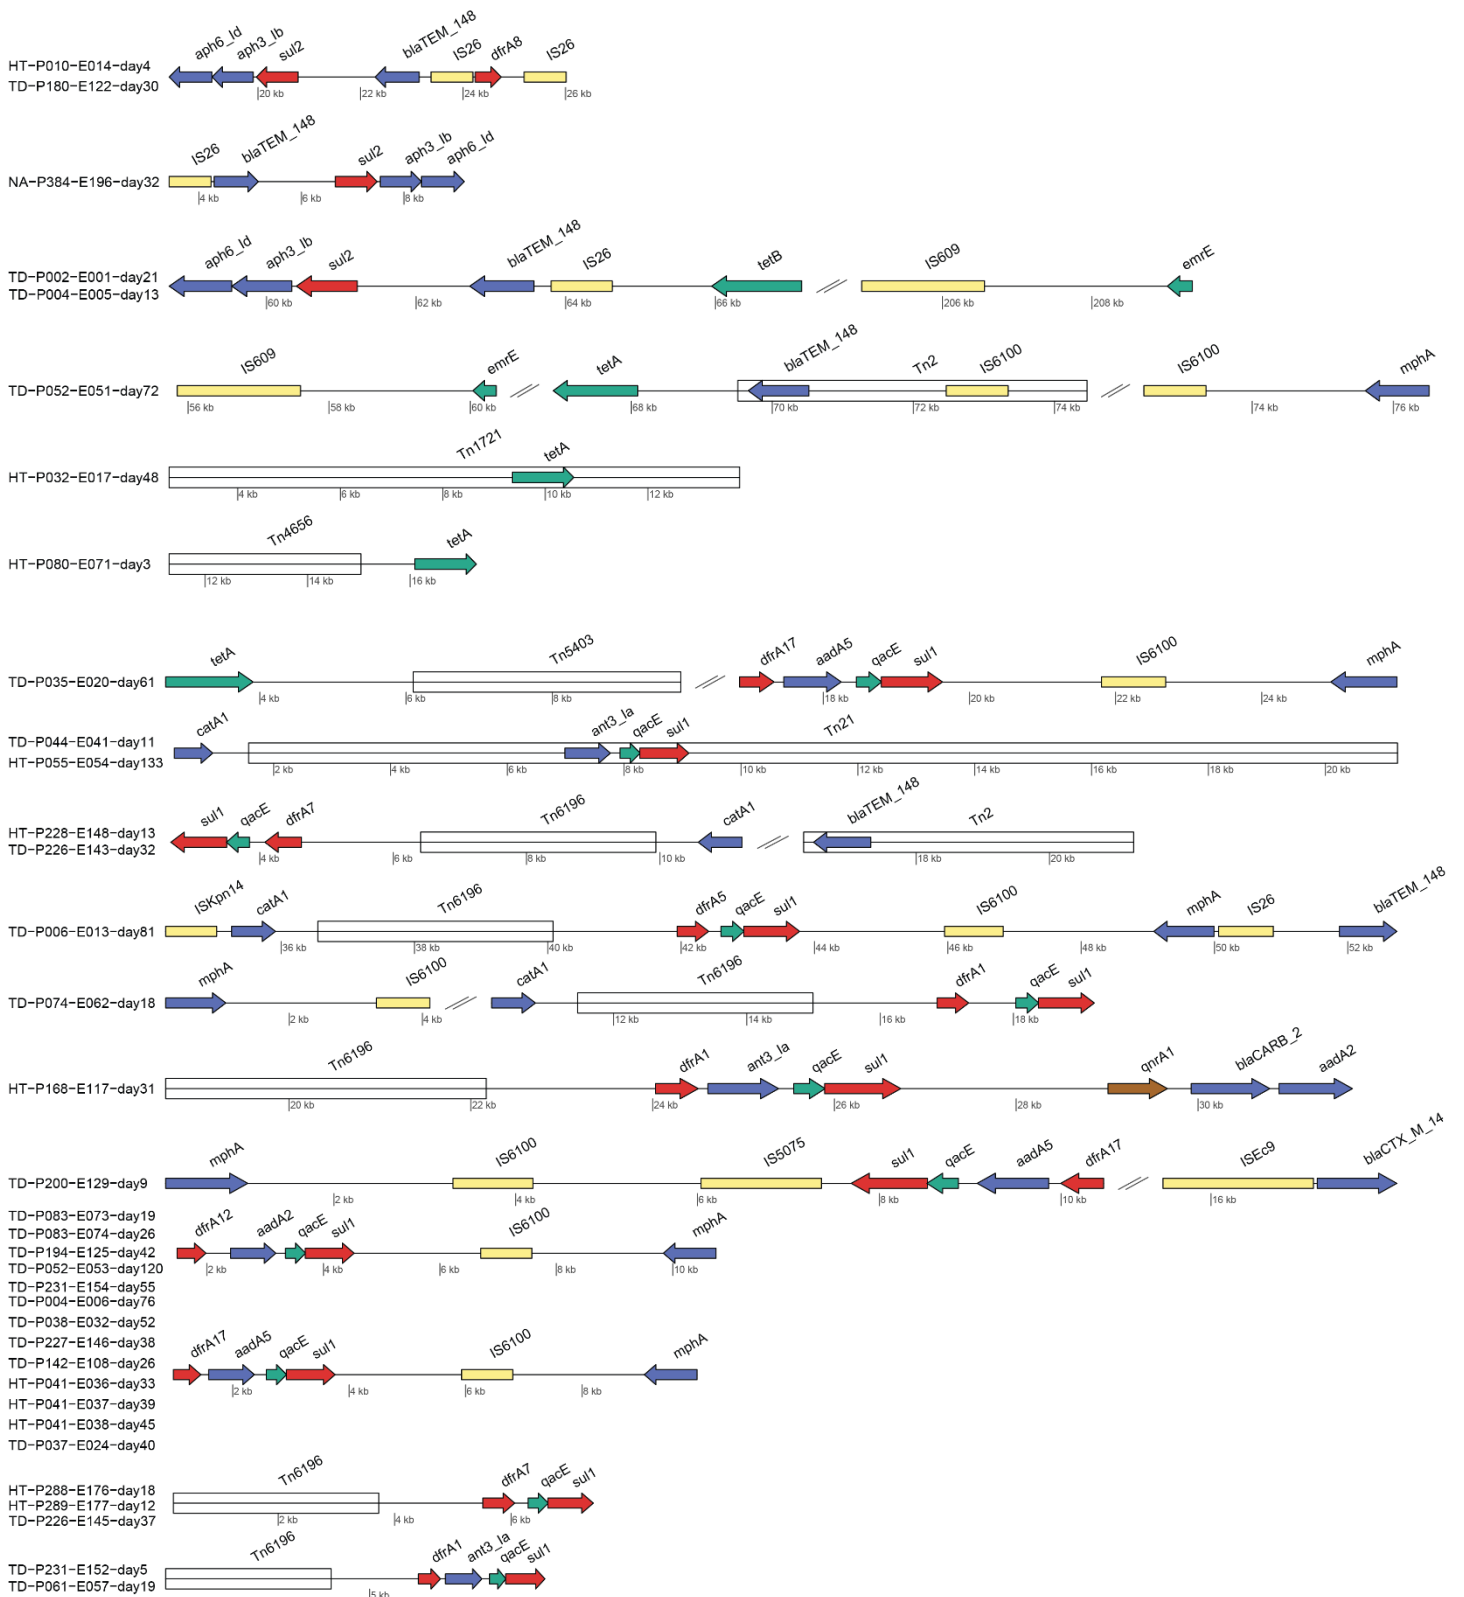 aph6_Id aph3_Ib sul2 blaTEM_148 IS26 dfrA8 IS26
HT-P010-E014-day4
TD-P180-E122-day30
20 kb 22 kb 24 kb 26 kb
IS26 blaTEM_148 sul2 aph3_Ib aph6_Id
NA-P384-E196-day32
4 kb 6 kb 8 kb
aph6_Id aph3_Ib sul2 blaTEM_148 IS26 tetB IS609 emrE
TD-P002-E001-day21
TD-P004-E005-day13
60 kb 62 kb 64 kb 66 kb 206 kb 208 kb
IS609 emrE tetA blaTEM_148 Tn2 IS6100 IS6100 mphA
TD-P052-E051-day72
56 kb 58 kb 60 kb 68 kb 70 kb 72 kb 74 kb 74 kb 76 kb
Tn1721 tetA
HT-P032-E017-day48
4 kb 6 kb 8 kb 10 kb 12 kb
Tn4656 tetA
HT-P080-E071-day3
12 kb 14 kb 16 kb
tetA Tn5403 dfrA17 aadA5 qacE sul1 IS6100 mphA
TD-P035-E020-day61
4 kb 6 kb 8 kb 18 kb 20 kb 22 kb 24 kb
catA1 ant3_Ia qacE sul1 Tn21
TD-P044-E041-day11
HT-P055-E054-day133
2 kb 4 kb 6 kb 8 kb 10 kb 12 kb 14 kb 16 kb 18 kb 20 kb
sul1 qacE dfrA7 Tn6196 catA1 blaTEM_148 Tn2
HT-P228-E148-day13
TD-P226-E143-day32
4 kb 6 kb 8 kb 10 kb 18 kb 20 kb
ISKpn14 catA1 Tn6196 dfrA5 qacE sul1 IS6100 mphA IS26 blaTEM_148
TD-P006-E013-day81
36 kb 38 kb 40 kb 42 kb 44 kb 46 kb 48 kb 50 kb 52 kb
mphA IS6100 catA1 Tn6196 dfrA1 qacE sul1
TD-P074-E062-day18
2 kb 4 kb 12 kb 14 kb 16 kb 18 kb
Tn6196 dfrA1 ant3_Ia qacE sul1 qnrA1 blaCARB_2 aadA2
HT-P168-E117-day31
20 kb 22 kb 24 kb 26 kb 28 kb 30 kb
mphA IS6100 IS5075 sul1 qacE aadA5 dfrA17 ISEc9 blaCTX_M_14
TD-P200-E129-day9
2 kb 4 kb 6 kb 8 kb 10 kb 16 kb
TD-P083-E073-day19
TD-P083-E074-day26
dfrA12 aadA2 qacE sul1 IS6100 mphA
TD-P194-E125-day42
TD-P052-E053-day120
2 kb 4 kb 6 kb 8 kb 10 kb
TD-P231-E154-day55
TD-P004-E006-day76
TD-P038-E032-day52
TD-P227-E146-day38
dfrA17 aadA5 qacE sul1 IS6100 mphA
TD-P142-E108-day26
HT-P041-E036-day33
2 kb 4 kb 6 kb 8 kb
HT-P041-E037-day39
HT-P041-E038-day45
TD-P037-E024-day40
Tn6196 dfrA7 qacE sul1
HT-P288-E176-day18
HT-P289-E177-day12
TD-P226-E145-day37
2 kb 4 kb 6 kb
Tn6196 dfrA1 ant3_Ia qacE sul1
TD-P231-E152-day5
TD-P061-E057-day19
5 kb